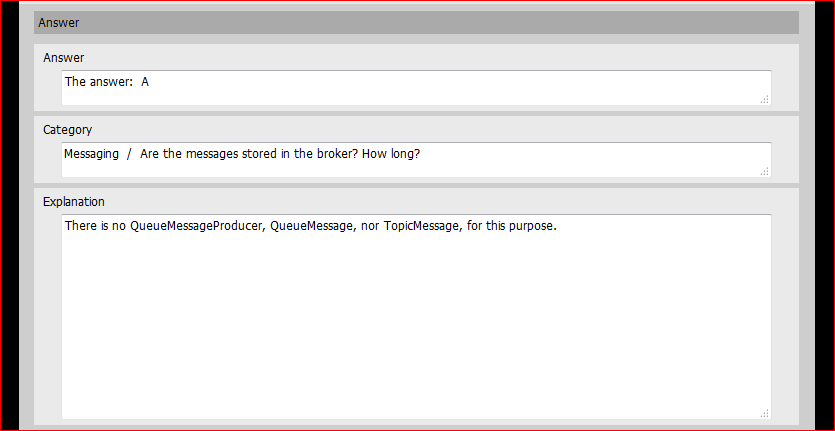 Answer
Answer
The answer:  A
Category
Messaging  /  Are the messages stored in the broker? How long?
Explanation
There is no QueueMessageProducer, QueueMessage, nor TopicMessage, for this purpose.